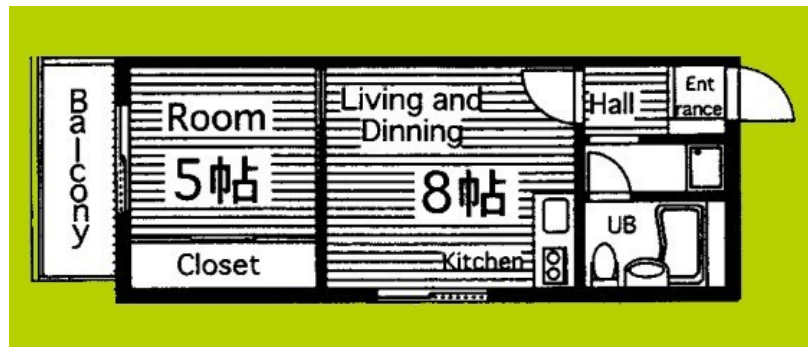 Balcony
Room
5帖
Closet
Living and
Dinning
8帖
Kitchen
Hall
Ent
rance
UB